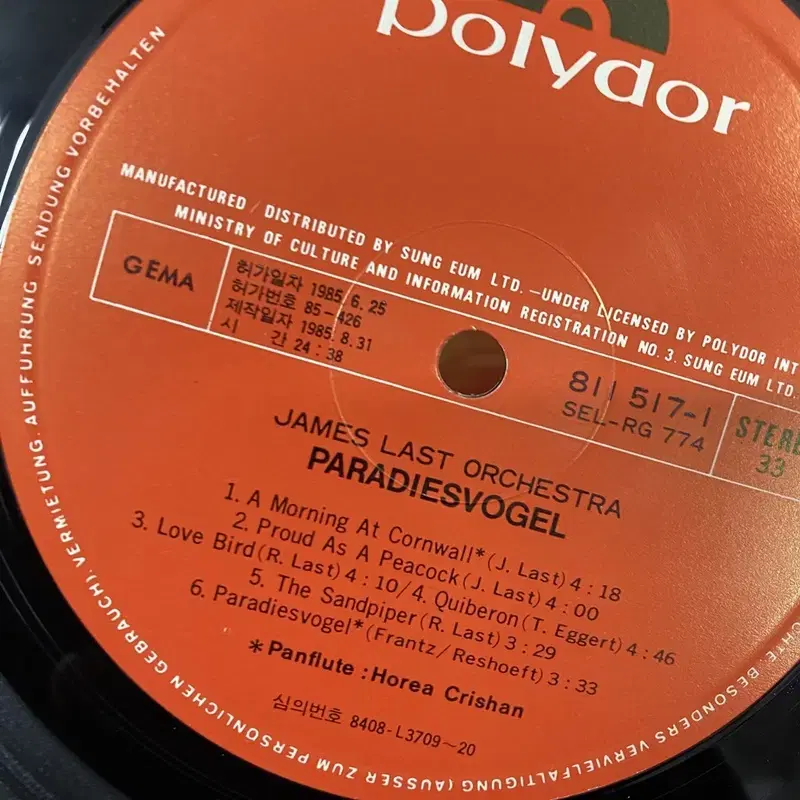 polydor
MANUFACTURED / DISTRIBUTED BY SUNG EUM LTD. -UNDER LICENSED BY POLYDOR INT
MINISTRY OF CULTURE AND INFORMATION REGISTRATION NO. 3. SUNG EUM LTD.
GEMA
허가일자 1985. 6. 25
허가번호 85-426
제작일자 1985. 8. 31
시 간 24 : 38
811 517-1
SEL-RG 774
STERE
33
JAMES LAST ORCHESTRA
PARADIESVOGEL
1. A Morning At Cornwall* (J. Last) 4 : 18
2. Proud As A Peacock (J. Last) 4 : 00
3. Love Bird (R. Last) 4 : 10/4. Quiberon (T. Eggert) 4 : 46
5. The Sandpiper (R. Last) 3 : 29
6. Paradiesvogel* (Frantz/Reshoeft) 3 : 33
*Panflute : Horea Crishan
심의번호 8408-L3709~20
CHTE. BESONDERS VERVIELFALTIGUNG (AUSSER ZUM PERSONLICHEN GEBRAUCH), VERMIETUNG. AUFFUHRUNG SENDUNG VORBEHALTEN